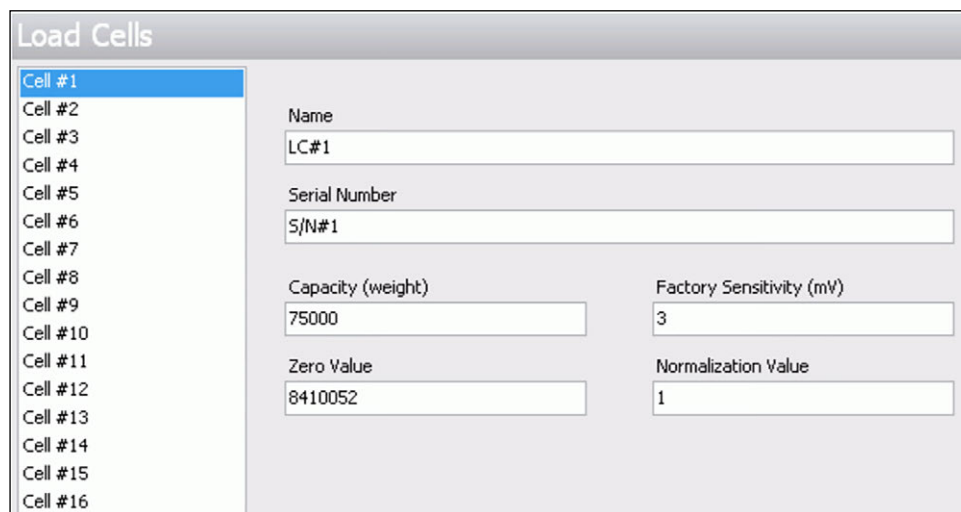 Load Cells
Cell #1
Cell #2
Cell #3
Cell #4
Cell #5
Cell #6
Cell #7
Cell #8
Cell #9
Cell #10
Cell #11
Cell #12
Cell #13
Cell #14
Cell #15
Cell #16
Name
LC#1
Serial Number
S/N#1
Capacity (weight)
75000
Factory Sensitivity (mV)
3
Zero Value
8410052
Normalization Value
1